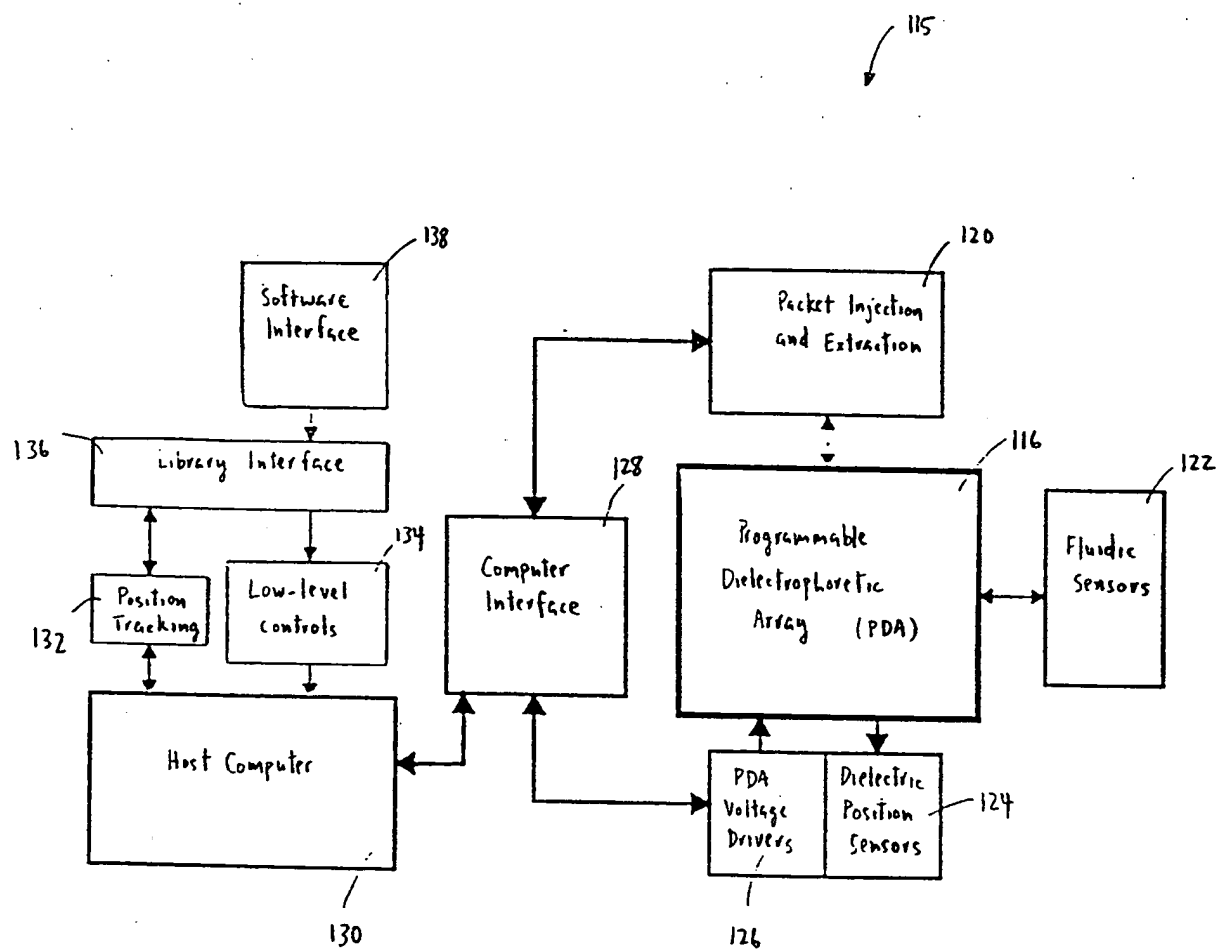 115
138
Software
Interface
120
Packet Injection
and Extraction
136
Library Interface
116
122
128
134
Computer
Interface
Programmable
Dielectrophoretic
Array (PDA)
Fluidic
Sensors
132
Position
Tracking
Low-level
controls
Host Computer
PDA
Voltage
Drivers
Dielectric
Position
Sensors
124
130
126